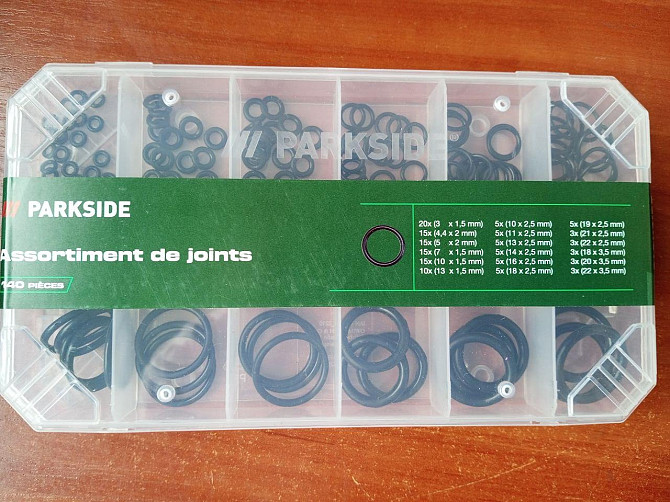 PARKSIDE®
PARKSIDE
Assortiment de joints
140 PIÈCES
20x (3 x 1,5 mm) 5x (10 x 2,5 mm) 5x (19 x 2,5 mm)
15x (4,4 x 2 mm) 5x (11 x 2,5 mm) 3x (21 x 2,5 mm)
15x (5 x 2 mm) 5x (13 x 2,5 mm) 3x (22 x 2,5 mm)
15x (7 x 1,5 mm) 5x (14 x 2,5 mm) 3x (18 x 3,5 mm)
15x (10 x 1,5 mm) 5x (16 x 2,5 mm) 3x (20 x 3,5 mm)
10x (13 x 1,5 mm) 5x (18 x 2,5 mm) 3x (22 x 3,5 mm)